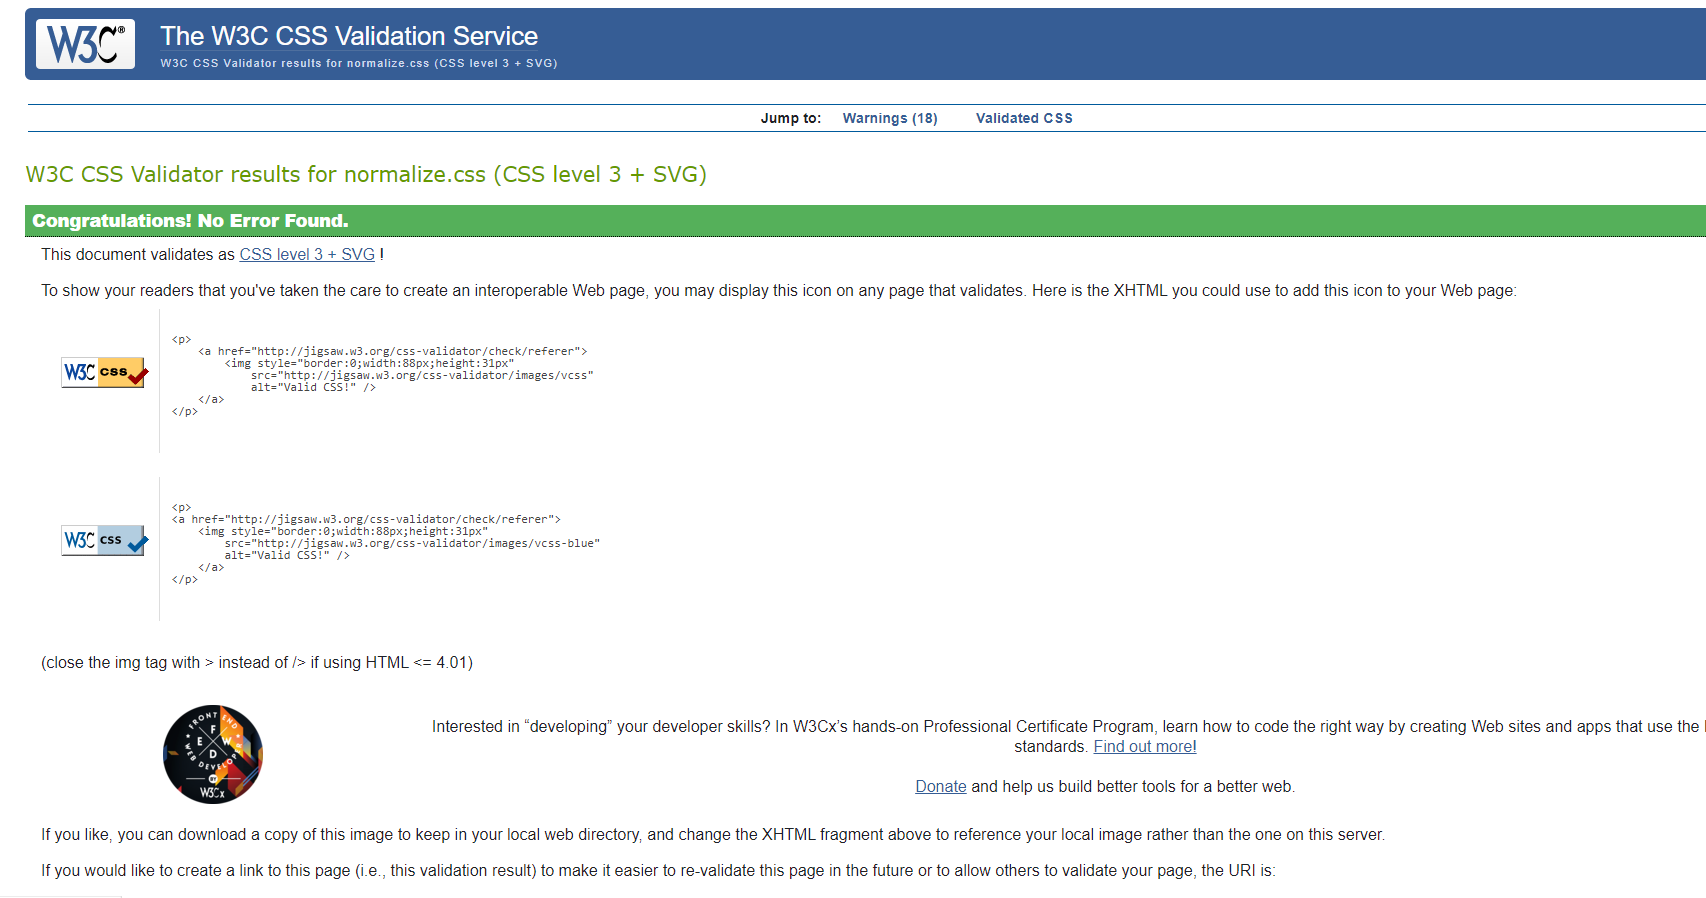 W3C®
The W3C CSS Validation Service
W3C CSS Validator results for normalize.css (CSS level 3 + SVG)
Jump to: Warnings (18) Validated CSS
W3C CSS Validator results for normalize.css (CSS level 3 + SVG)
Congratulations! No Error Found.
This document validates as CSS level 3 + SVG !
To show your readers that you've taken the care to create an interoperable Web page, you may display this icon on any page that validates. Here is the XHTML you could use to add this icon to your Web page:
W3C css
<p>
<a href="http://jigsaw.w3.org/css-validator/check/referer">
<img style="border:0;width:88px;height:31px"
src="http://jigsaw.w3.org/css-validator/images/vcss"
alt="Valid CSS!" />
</a>
</p>
W3C css
<p>
<a href="http://jigsaw.w3.org/css-validator/check/referer">
<img style="border:0;width:88px;height:31px"
src="http://jigsaw.w3.org/css-validator/images/vcss-blue"
alt="Valid CSS!" />
</a>
</p>
(close the img tag with > instead of /> if using HTML <= 4.01)
FRONT END
F
E W
D
WEB DEVELOPER
BY
W3Cx
Interested in “developing” your developer skills? In W3Cx’s hands-on Professional Certificate Program, learn how to code the right way by creating Web sites and apps that use the
standards. Find out more!
Donate and help us build better tools for a better web.
If you like, you can download a copy of this image to keep in your local web directory, and change the XHTML fragment above to reference your local image rather than the one on this server.
If you would like to create a link to this page (i.e., this validation result) to make it easier to re-validate this page in the future or to allow others to validate your page, the URI is: